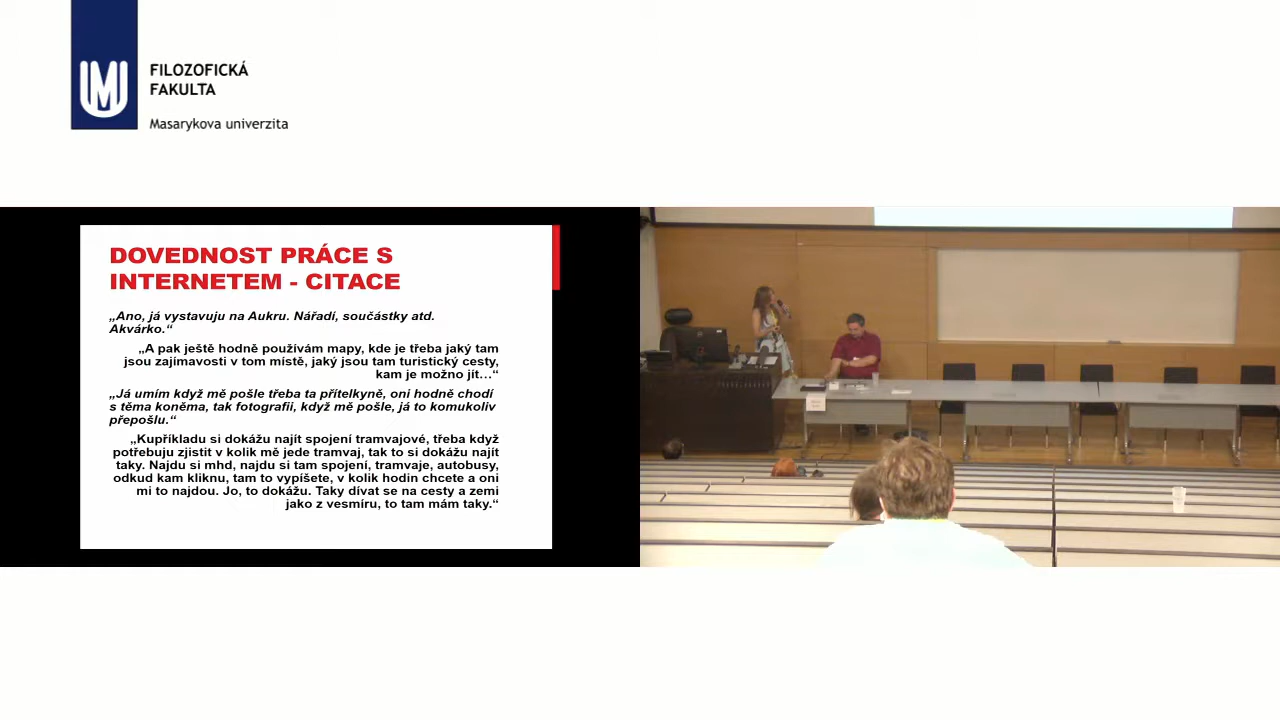 FILOZOFICKÁ
FAKULTA
Masarykova univerzita
DOVEDNOST PRÁCE S
INTERNETEM - CITACE
„Ano, já vystavuju na Aukru. Nářadí, součástky atd.
Akvárko.“
„A pak ještě hodně používám mapy, kde je třeba jaký tam
jsou zajímavosti v tom místě, jaký jsou tam turistický cesty,
kam je možno jít…“
„Já umím když mě pošle třeba ta přítelkyně, oni hodně chodí
s těma koněma, tak fotografii, když mě pošle, já to komukoliv
přepošlu.“
„Kupříkladu si dokážu najít spojení tramvajové, třeba když
potřebuju zjistit v kolik mě jede tramvaj, tak to si dokážu najít
taky. Najdu si mhd, najdu si tam spojení, tramvaje, autobusy,
odkud kam kliknu, tam to vypíšete, v kolik hodin chcete a oni
mi to najdou. Jo, to dokážu. Taky dívat se na cesty a zemi
jako z vesmíru, to tam mám taky.“